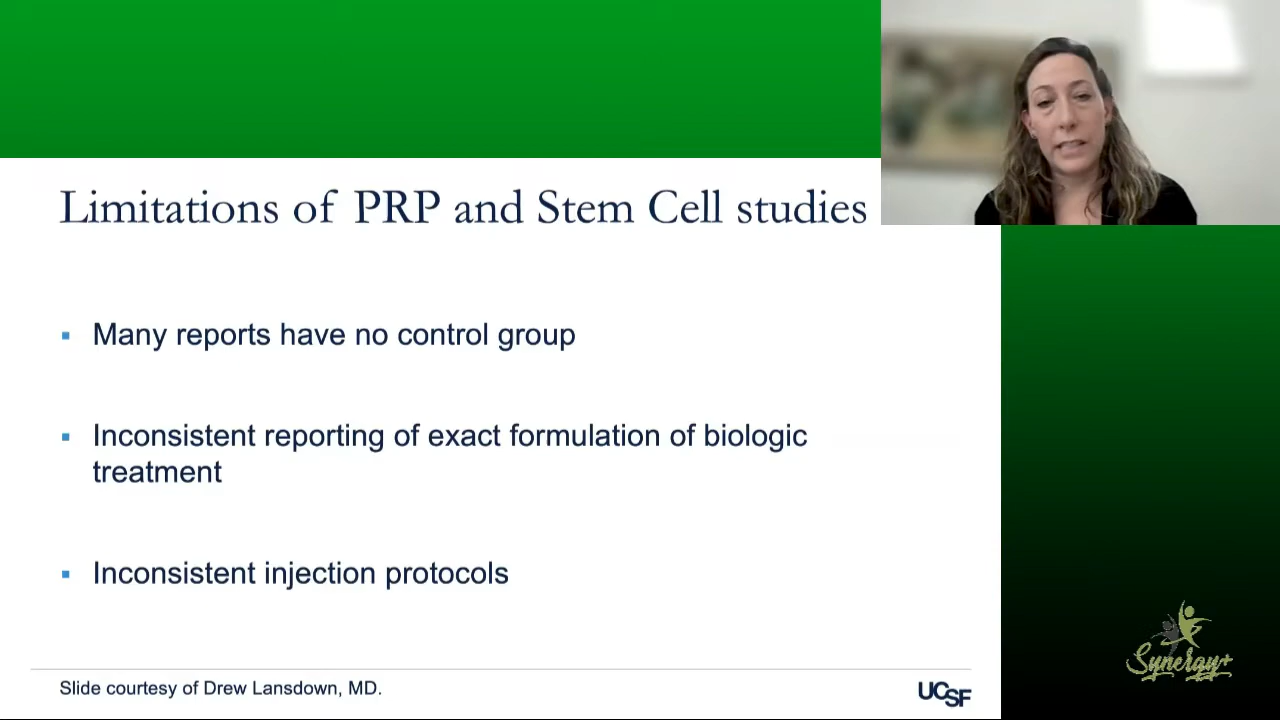 Limitations of PRP and Stem Cell studies
Many reports have no control group
Inconsistent reporting of exact formulation of biologic
treatment
Inconsistent injection protocols
Slide courtesy of Drew Lansdown, MD.
UCSF
Synergy+